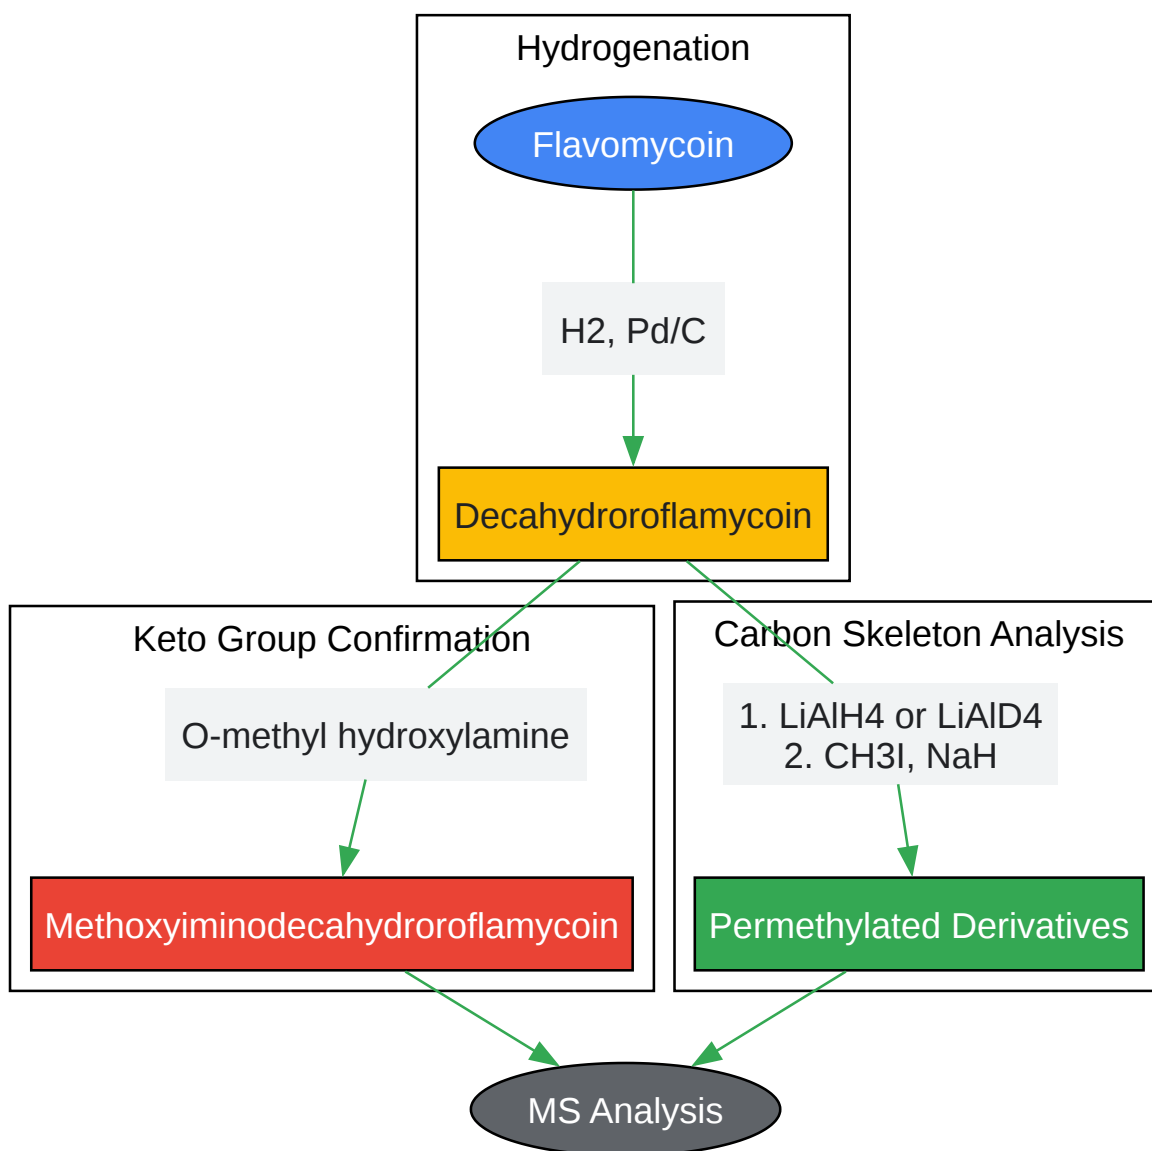 Hydrogenation
Flavomycoin
H2, Pd/C
Decahydroroflamycoin
Keto Group Confirmation
O-methyl hydroxylamine
Methoxyiminodecahydroroflamycoin
Carbon Skeleton Analysis
1. LiAlH4 or LiAlD4
2. CH3I, NaH
Permethylated Derivatives
MS Analysis